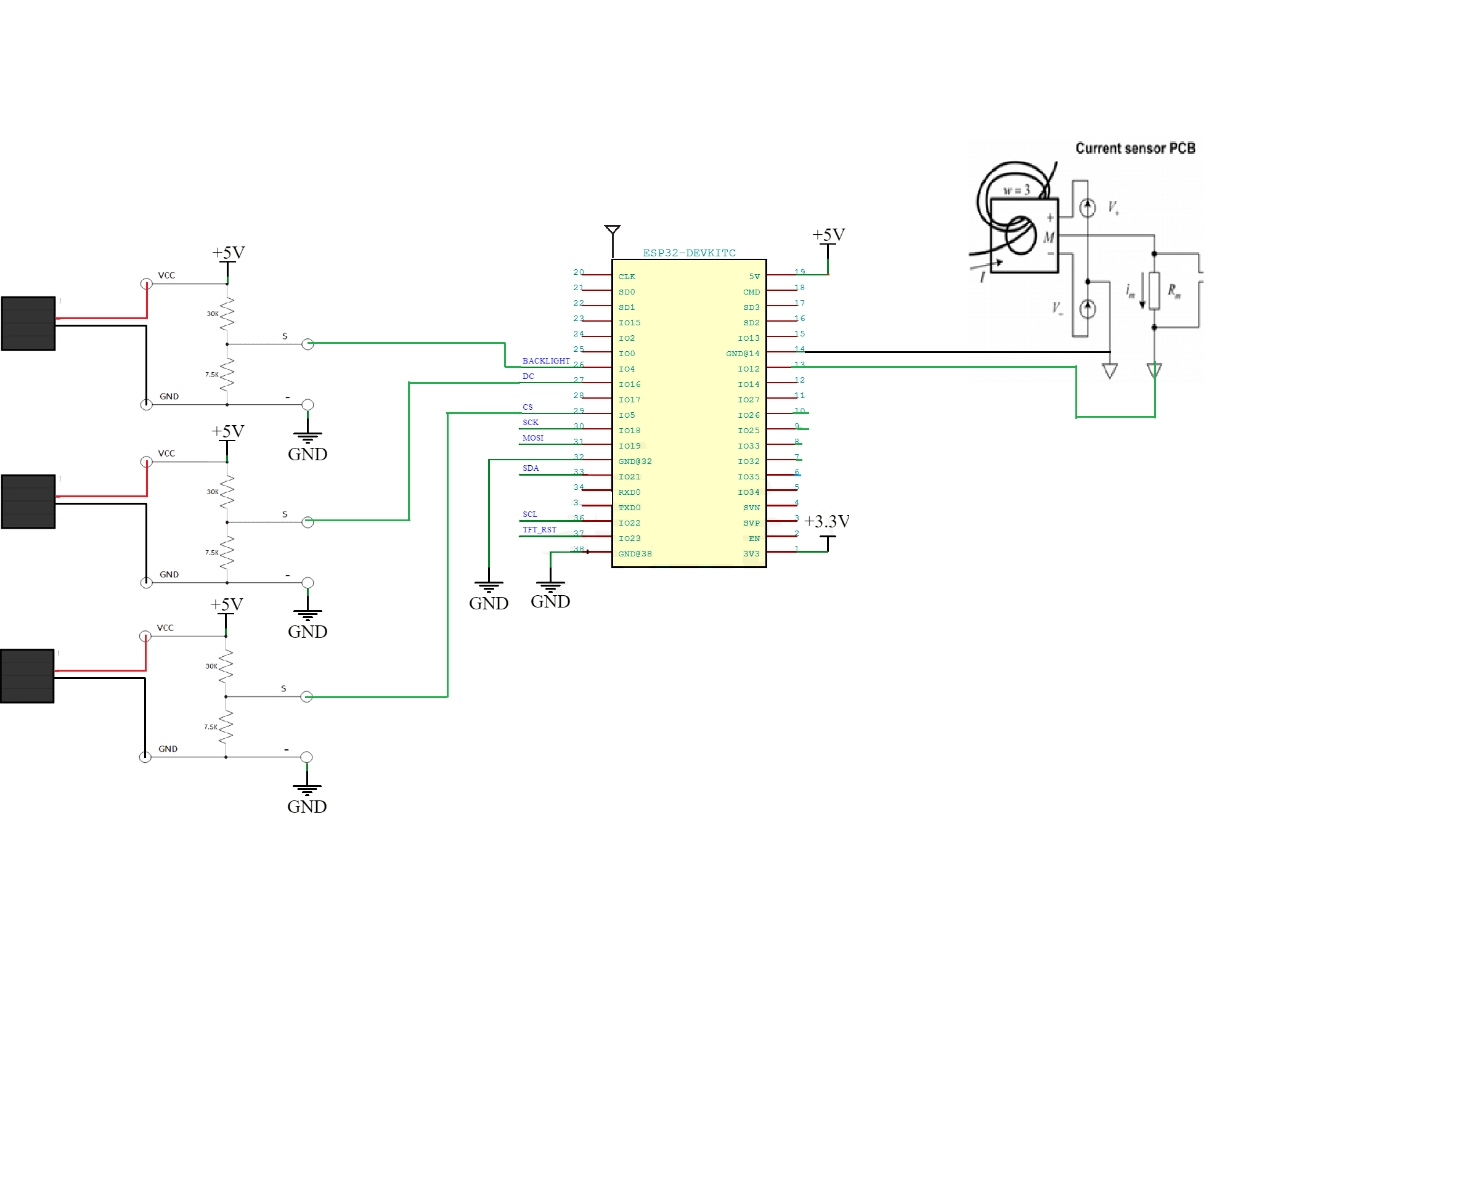 Current sensor PCB
w = 3
+
V+
M
−
I
V−
im
Rm
+5V
VCC
30K
S
7.5K
GND
-
GND
+5V
VCC
30K
S
7.5K
GND
-
GND
+5V
VCC
30K
S
7.5K
GND
-
GND
ESP32-DEVKITC
+5V
20 CLK 5V 19
21 SD0 CMD 18
22 SD1 SD3 17
23 IO15 SD2 16
24 IO2 IO13 15
25 IO0 GND@14 14
BACKLIGHT 26 IO4 IO12 13
DC 27 IO16 IO14 12
28 IO17 IO27 11
CS 29 IO5 IO26 10
SCK 30 IO18 IO25 9
MOSI 31 IO19 IO33 8
32 GND@32 IO32 7
SDA 33 IO21 IO35 6
34 RXD0 IO34 5
3 TXD0 SVN 4
SCL 36 IO22 SVP 3
+3.3V
TFT_RST 37 IO23 EN 2
38 GND@38 3V3 1
GND
GND